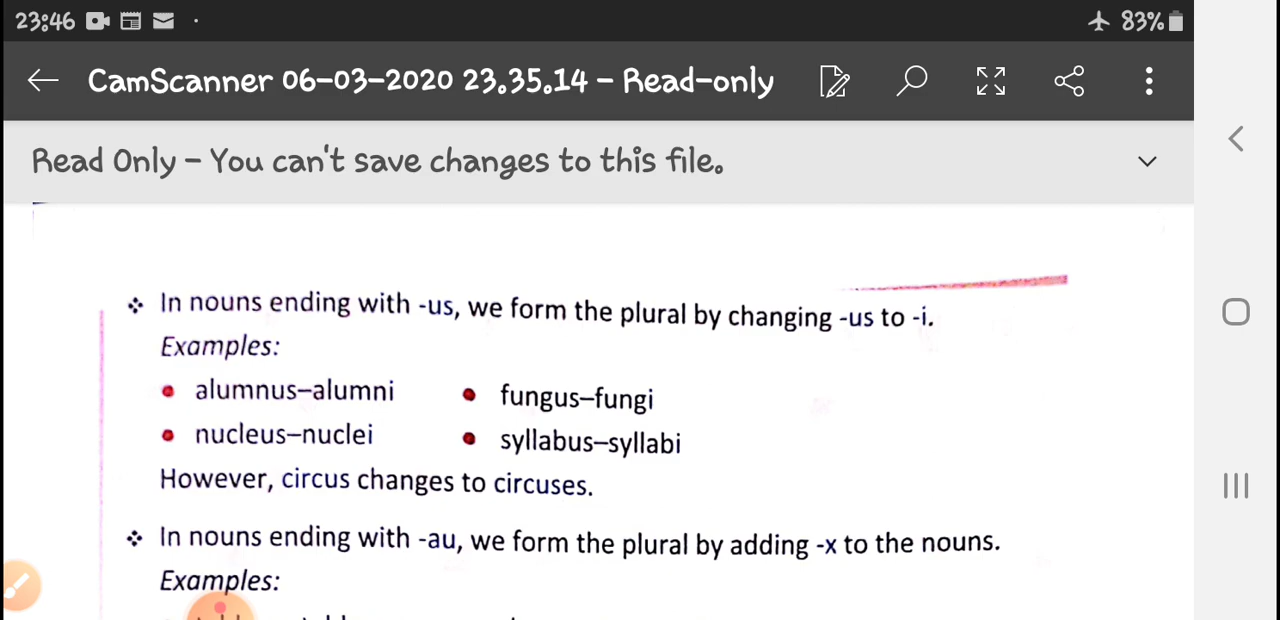 23:46
83%
CamScanner 06-03-2020 23.35.14 - Read-only
Read Only - You can't save changes to this file.
❖ In nouns ending with -us, we form the plural by changing -us to -i.
Examples:
• alumnus–alumni • fungus–fungi
• nucleus–nuclei • syllabus–syllabi
However, circus changes to circuses.
❖ In nouns ending with -au, we form the plural by adding -x to the nouns.
Examples: